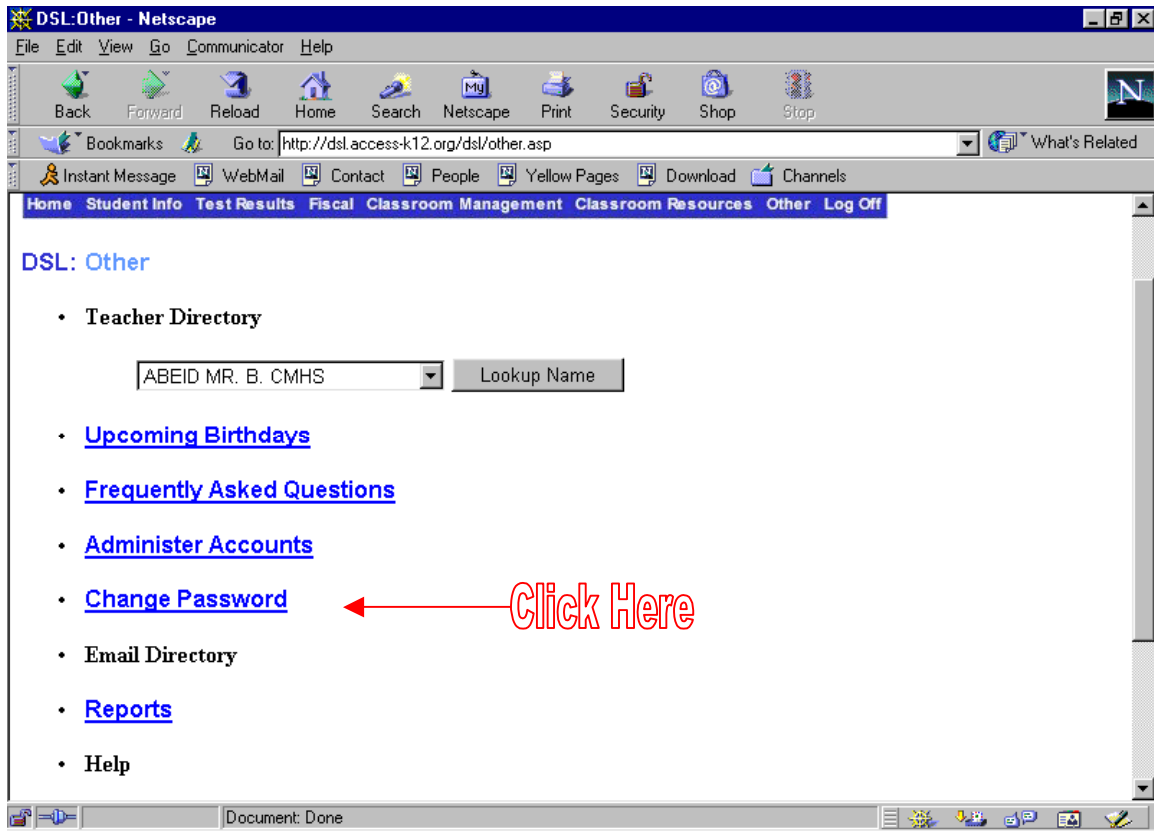 DSL:Other - Netscape
File Edit View Go Communicator Help
Back Forward Reload Home Search Netscape Print Security Shop Stop
My
N
Bookmarks Go to: http://dsl.access-k12.org/dsl/other.asp What's Related
Instant Message WebMail Contact People Yellow Pages Download Channels
Home Student Info Test Results Fiscal Classroom Management Classroom Resources Other Log Off
DSL: Other
• Teacher Directory
ABEID MR. B. CMHS Lookup Name
• Upcoming Birthdays
• Frequently Asked Questions
• Administer Accounts
• Change Password Click Here
• Email Directory
• Reports
• Help
Document: Done